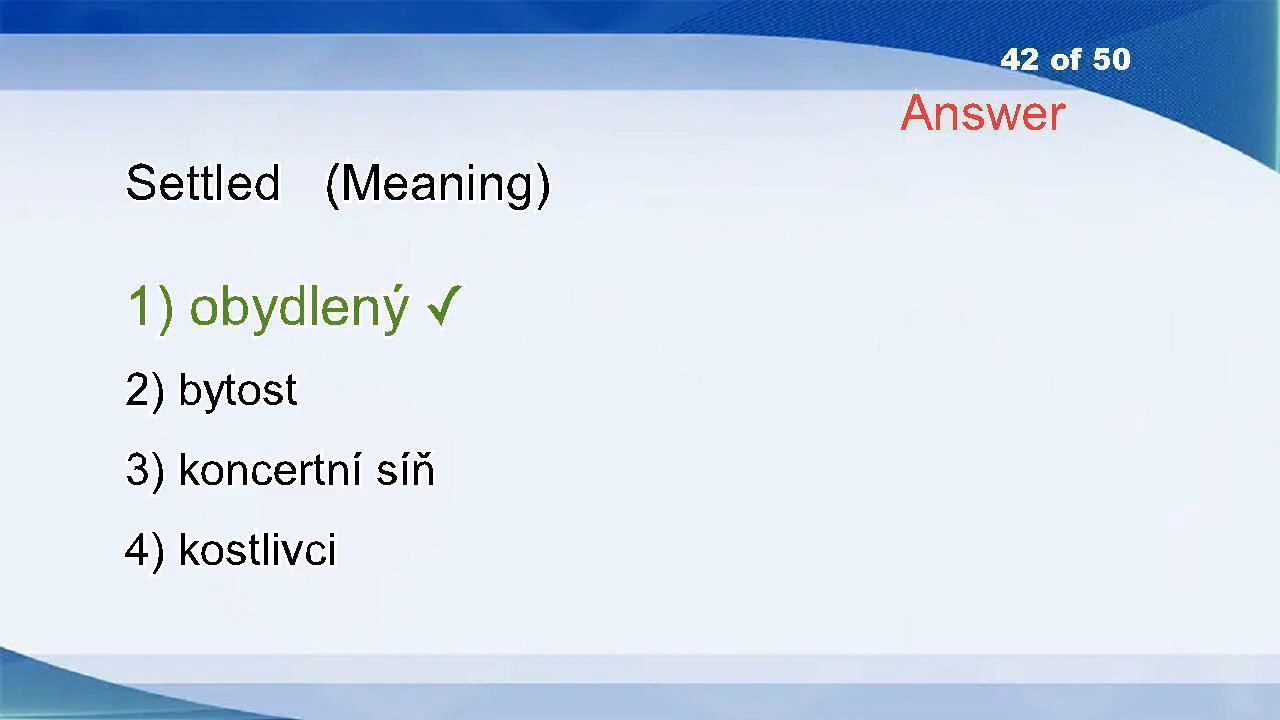 42 of 50
Answer
Settled (Meaning)
1) obydlený ✓
2) bytost
3) koncertní síň
4) kostlivci